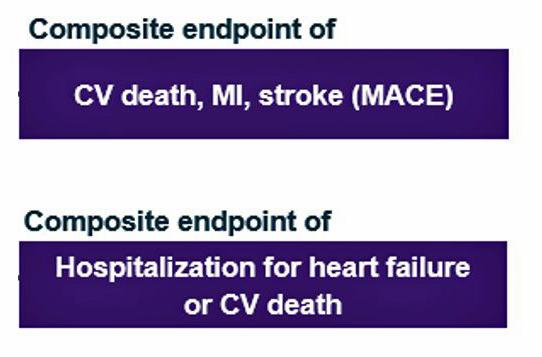 Composite endpoint of
CV death, MI, stroke (MACE)
Composite endpoint of
Hospitalization for heart failure
or CV death